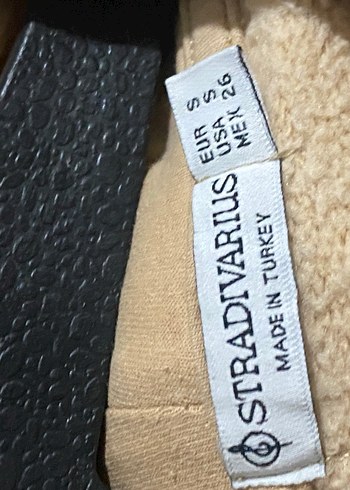 EUR S
USA S
MEX 26
STRADIVARIUS
MADE IN TURKEY